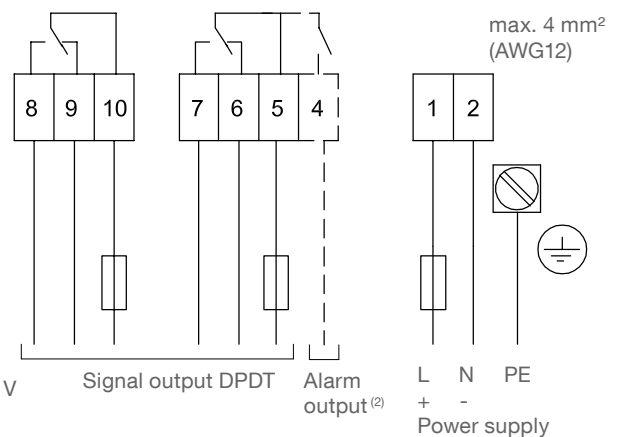 max. 4 mm²
(AWG12)
8 9 10 7 6 5 4 1 2
V
Signal output DPDT
Alarm
output (2)
L N PE
+ -
Power supply